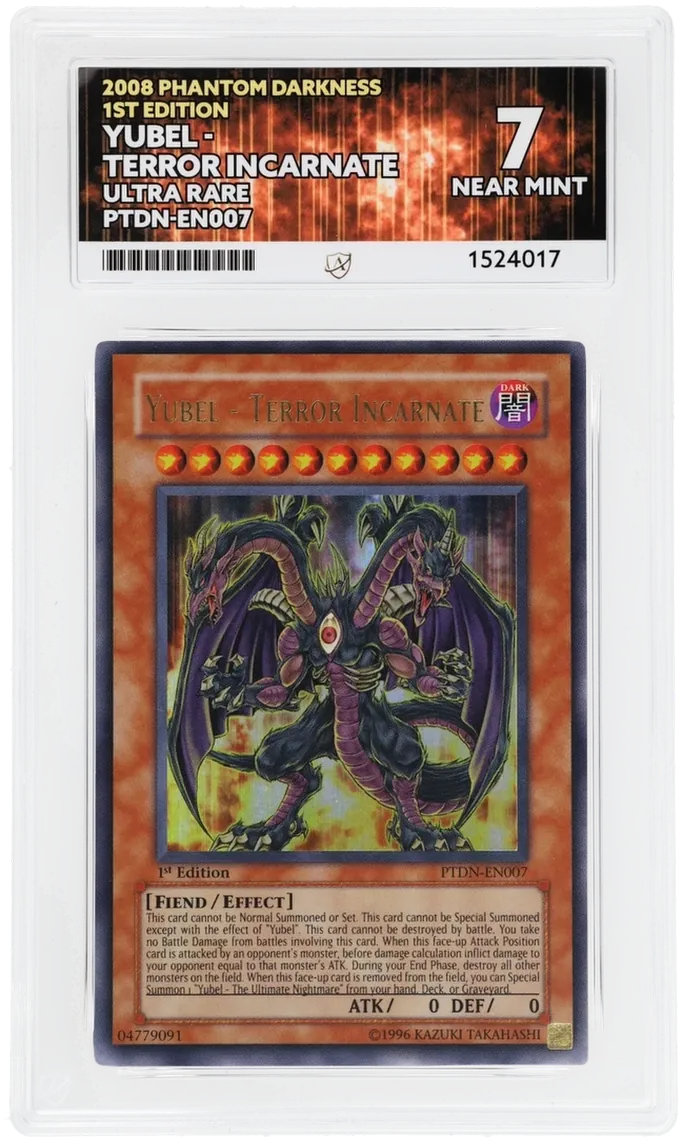 2008 PHANTOM DARKNESS
1ST EDITION
YUBEL -
TERROR INCARNATE
ULTRA RARE
PTDN-EN007
7
NEAR MINT
1524017
YUBEL - TERROR INCARNATE
DARK
闇
1st Edition
PTDN-EN007
[FIEND / EFFECT]
This card cannot be Normal Summoned or Set. This card cannot be Special Summoned
except with the effect of "Yubel". This card cannot be destroyed by battle. You take
no Battle Damage from battles involving this card. When this face-up Attack Position
card is attacked by an opponent's monster, before damage calculation inflict damage to
your opponent equal to that monster's ATK. During your End Phase, destroy all other
monsters on the field. When this face-up card is removed from the field, you can Special
Summon 1 "Yubel - The Ultimate Nightmare" from your hand, Deck, or Graveyard.
ATK/ 0 DEF/ 0
04779091
©1996 KAZUKI TAKAHASHI